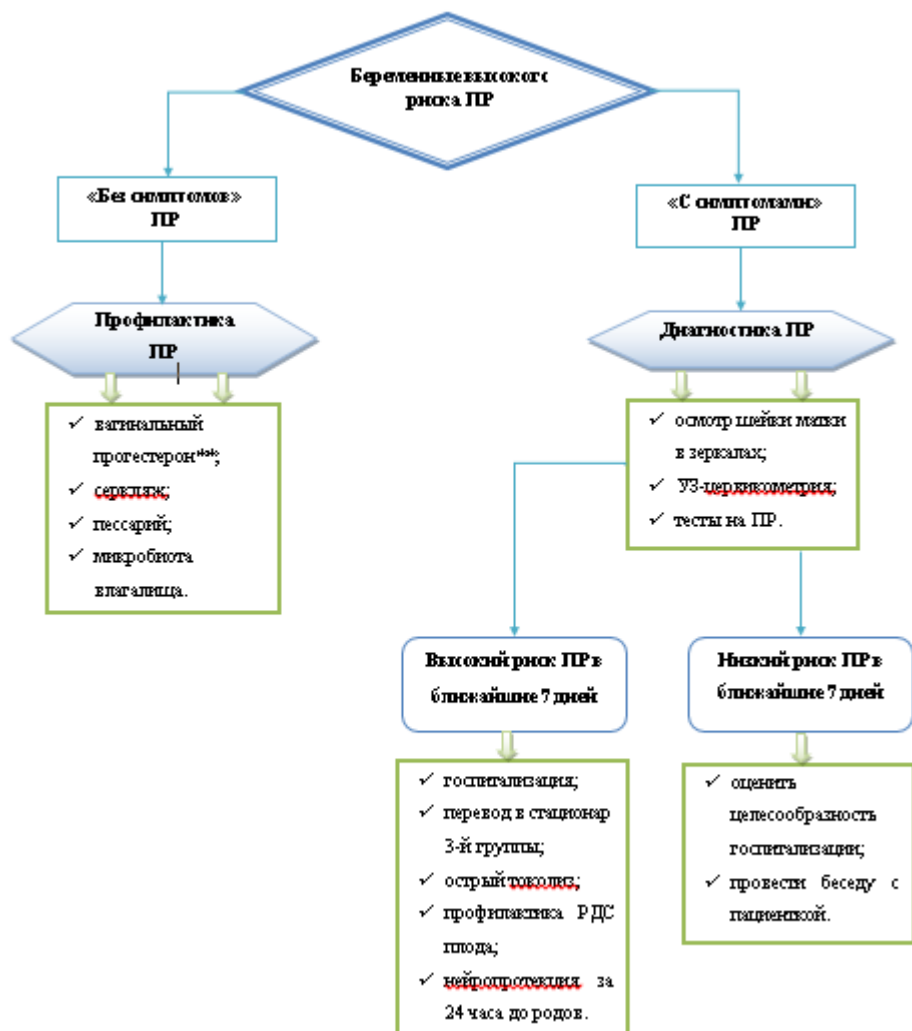 Беременные высокого
риска ПР
«Без симптомов»
ПР
«С симптомами»
ПР
Профилактика
ПР
Диагностика ПР
✓ вагинальный
прогестерон**;
✓ серкляж;
✓ пессарий;
✓ микробиота
влагалища.
✓ осмотр шейки матки
в зеркалах;
✓ УЗ-цервикометрия;
✓ тесты на ПР.
Высокий риск ПР в
ближайшие 7 дней
Низкий риск ПР в
ближайшие 7 дней
✓ госпитализация;
✓ перевод в стационар
3-й группы;
✓ острый токолиз;
✓ профилактика РДС
плода;
✓ нейропротекция за
24 часа до родов.
✓ оценить
целесообразность
госпитализации;
✓ провести беседу с
пациенткой.